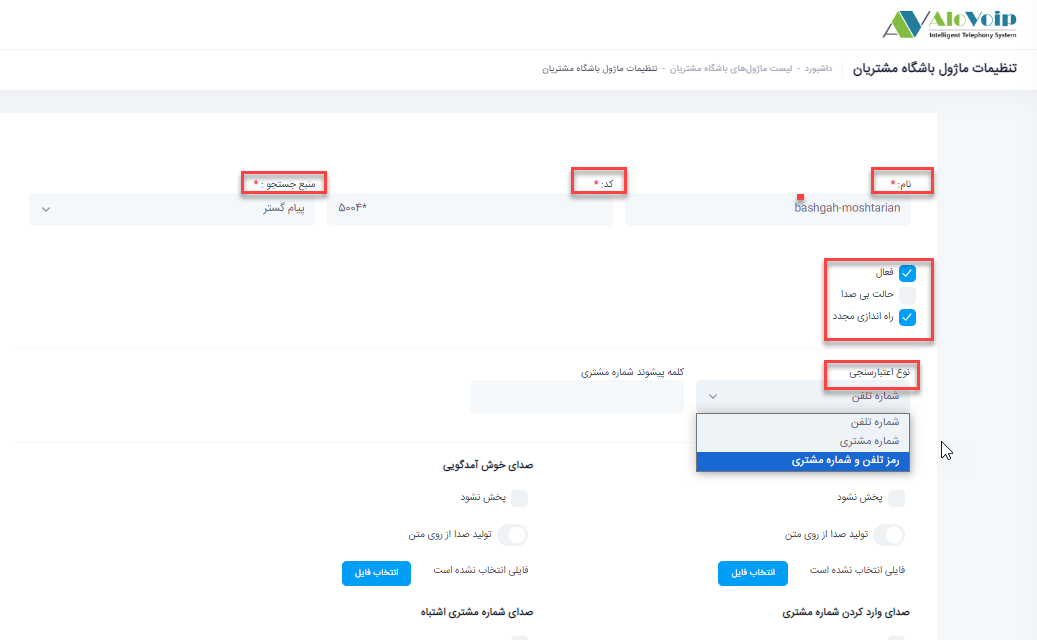 AloVoip
Intelligent Telephony System
تنظیمات ماژول باشگاه مشتریان
داشبورد - لیست ماژول‌های باشگاه مشتریان - تنظیمات ماژول باشگاه مشتریان
نام: *
کد: *
منبع جستجو : *
bashgah-moshtarian
*۵۰۰۴
پیام گستر
فعال
حالت بی صدا
راه اندازی مجدد
نوع اعتبارسنجی
کلمه پیشوند شماره مشتری
شماره تلفن
شماره تلفن
شماره مشتری
رمز تلفن و شماره مشتری
صدای خوش آمدگویی
پخش نشود
پخش نشود
تولید صدا از روی متن
تولید صدا از روی متن
فایلی انتخاب نشده است
انتخاب فایل
فایلی انتخاب نشده است
انتخاب فایل
صدای وارد کردن شماره مشتری
صدای شماره مشتری اشتباه